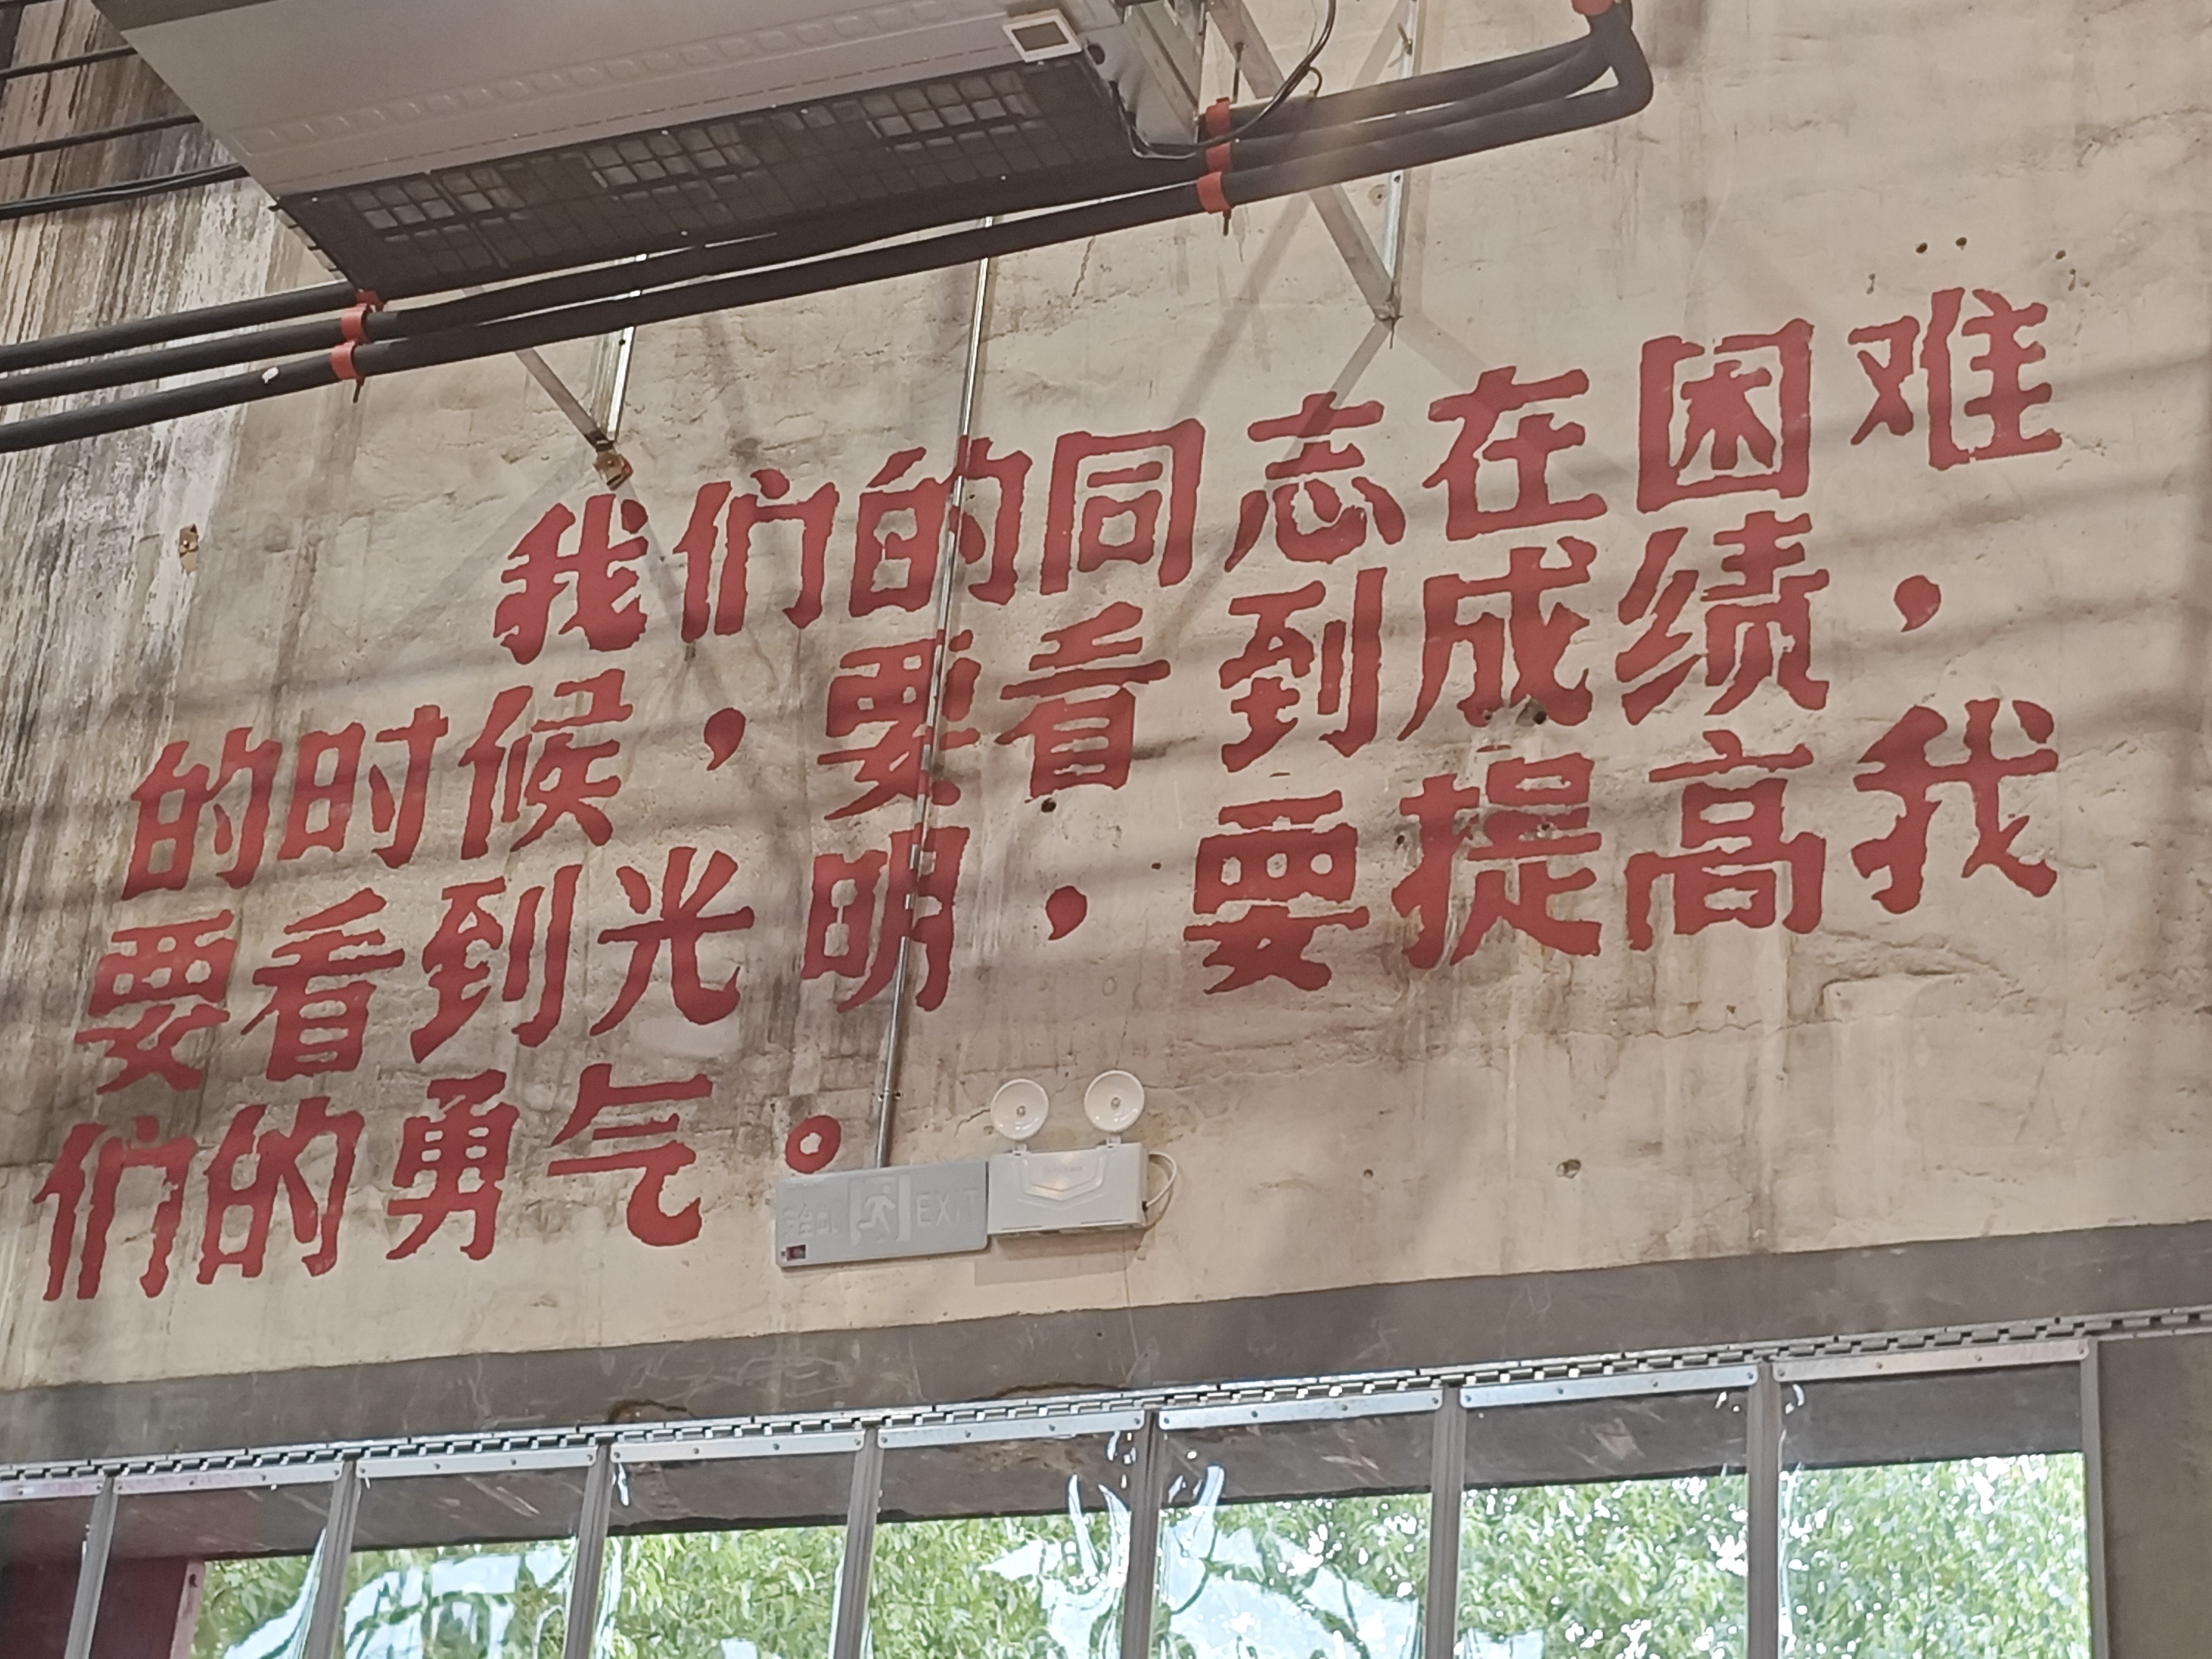 我们的同志在困难
的时候，要看到成绩，
要看到光明，要提高我
们的勇气。
EXIT